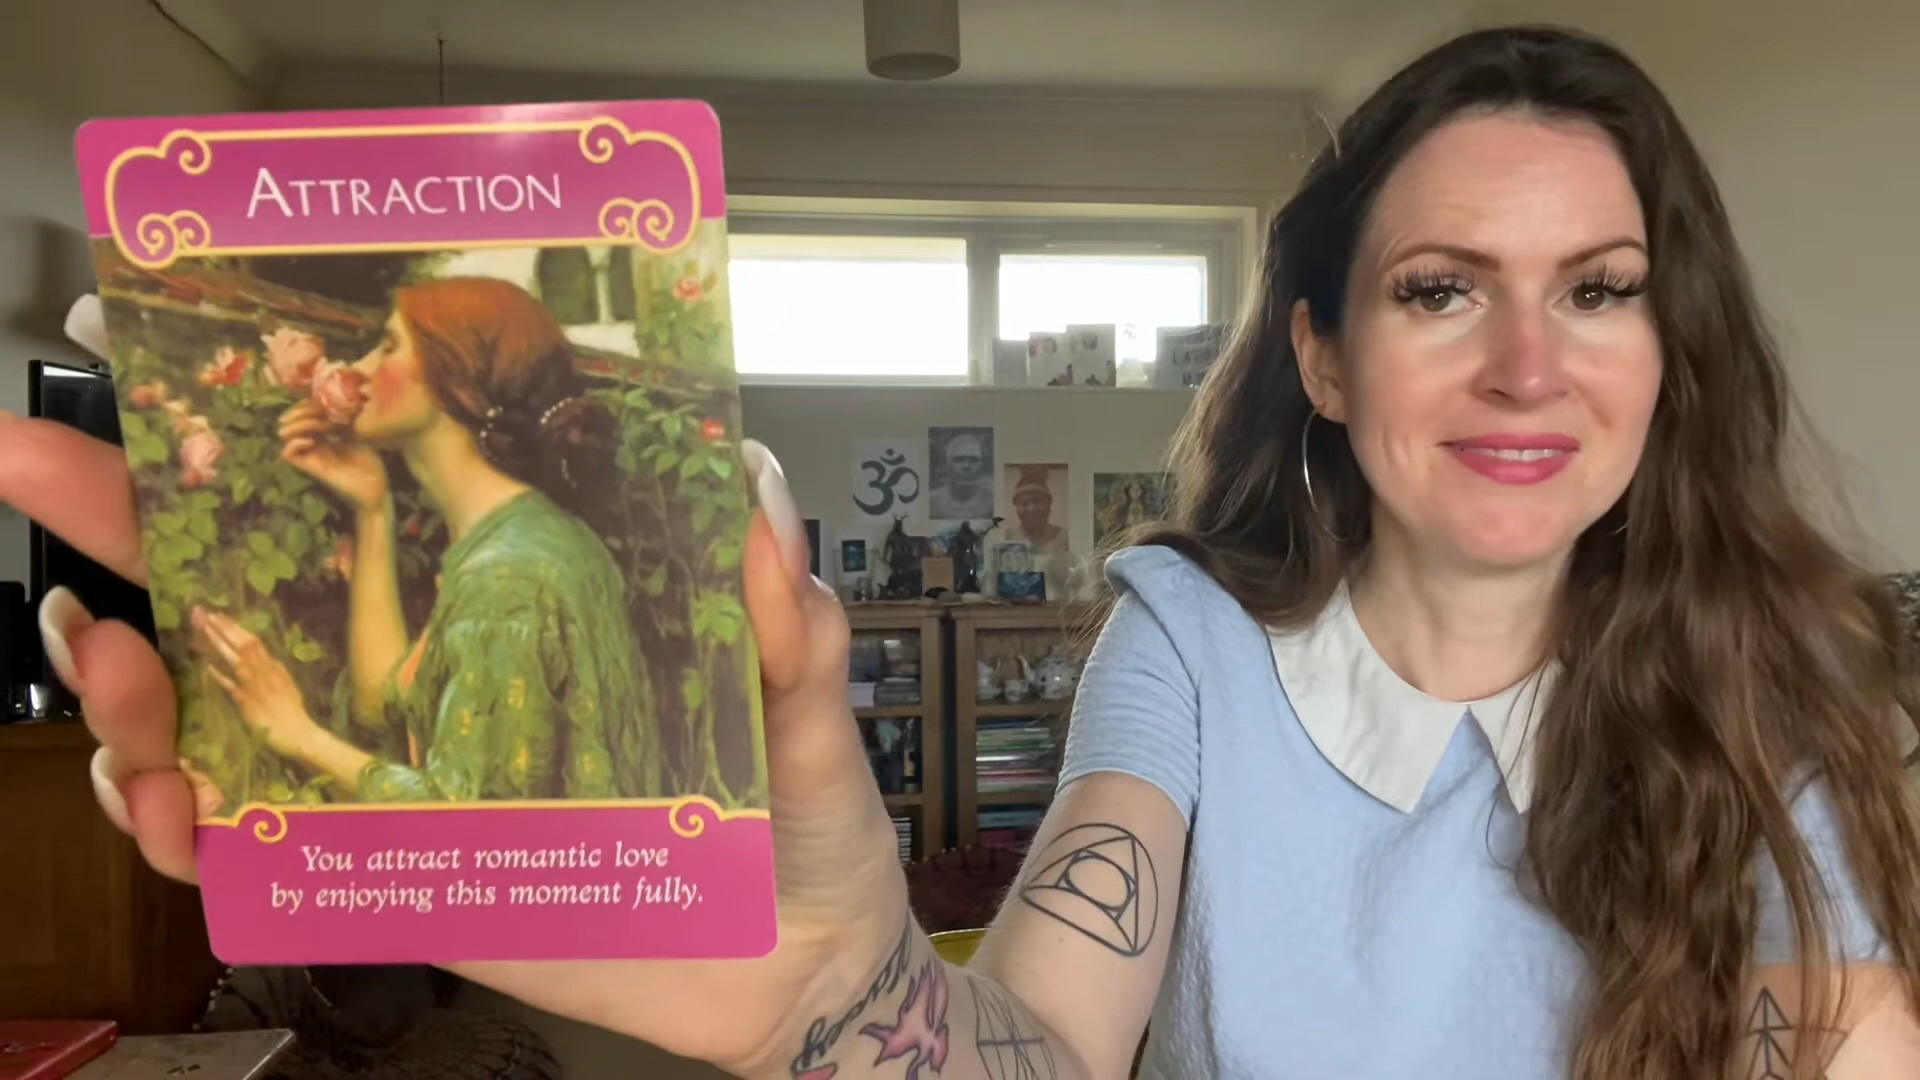 ATTRACTION
You attract romantic love
by enjoying this moment fully.
ॐ